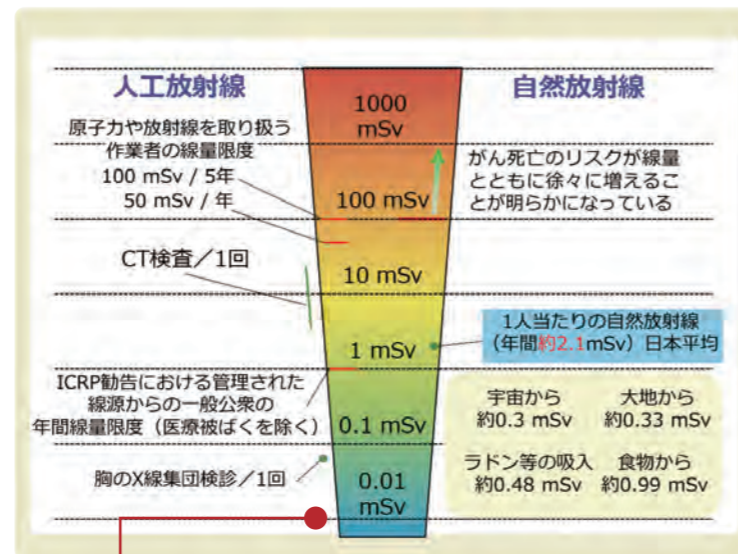 人工放射線
自然放射線
原子力や放射線を取り扱う
作業者の線量限度
100 mSv / 5年
50 mSv / 年
CT検査／1回
ICRP勧告における管理された
線源からの一般公衆の
年間線量限度（医療被ばくを除く）
胸のX線集団検診／1回
1000
mSv
100 mSv
10 mSv
1 mSv
0.1 mSv
0.01
mSv
がん死亡のリスクが線量
とともに徐々に増えるこ
とが明らかになっている
1人当たりの自然放射線
（年間約2.1mSv）日本平均
宇宙から
約0.3 mSv
大地から
約0.33 mSv
ラドン等の吸入
約0.48 mSv
食物から
約0.99 mSv